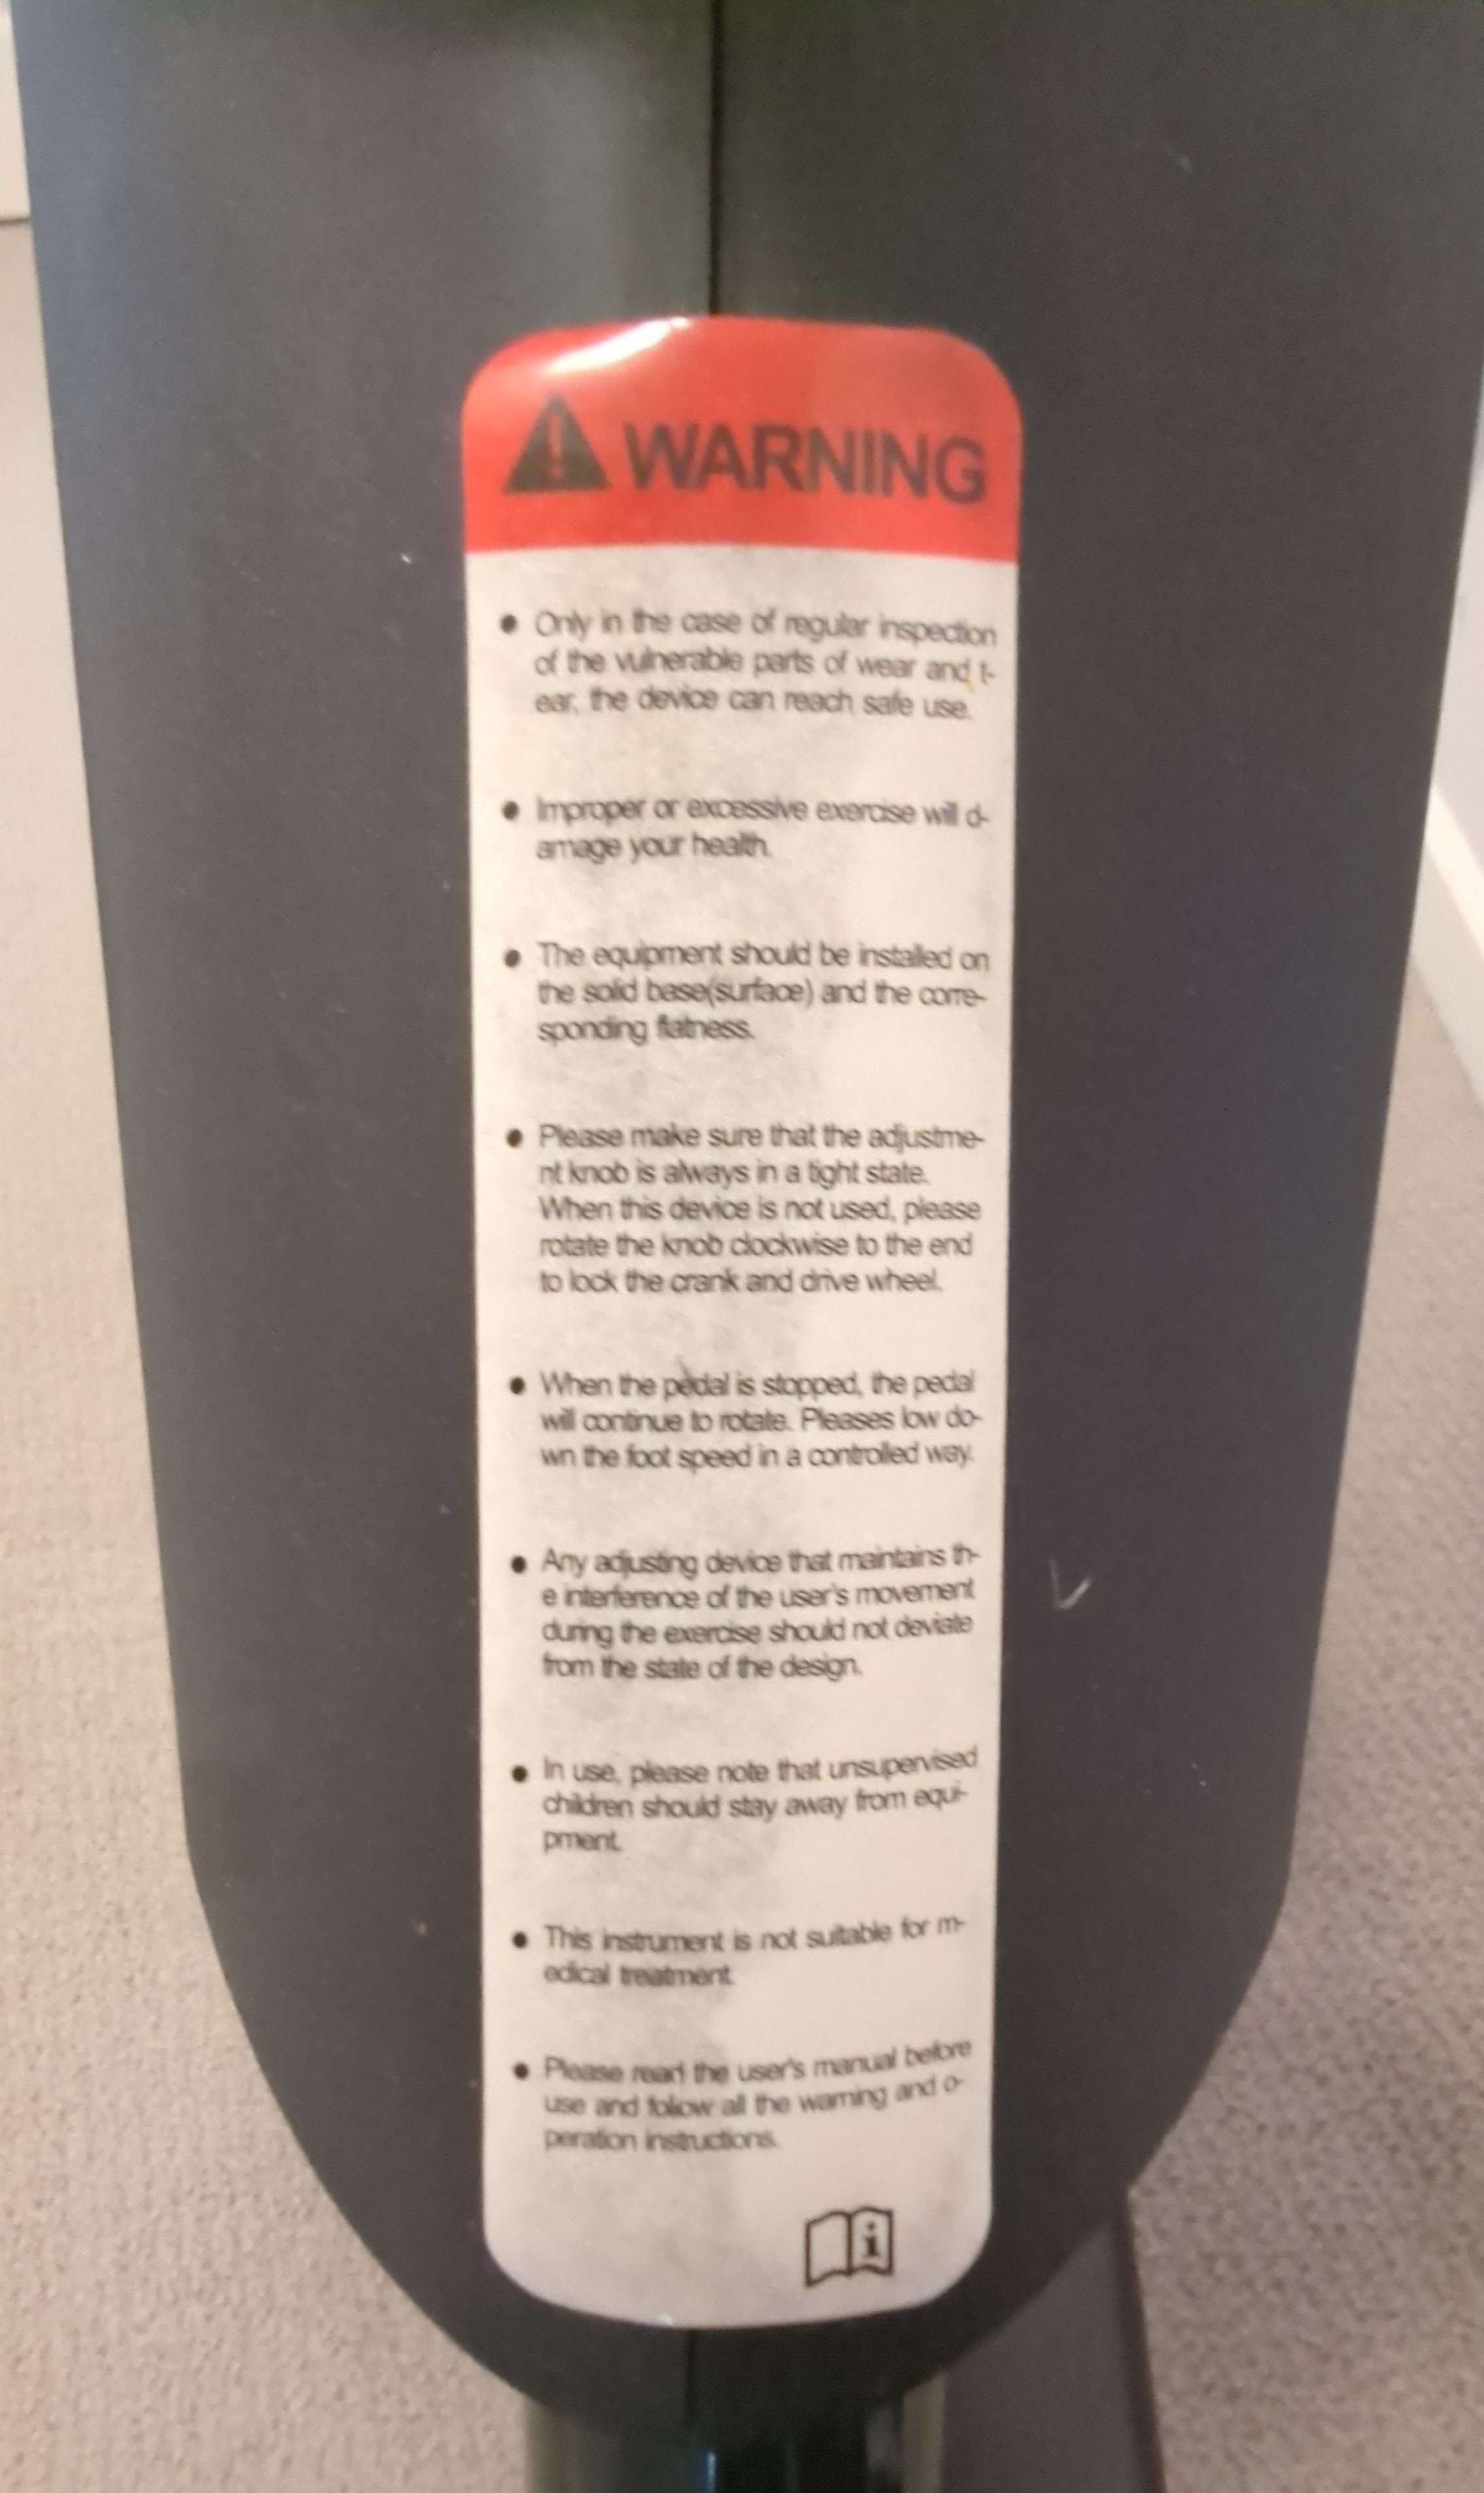 WARNING
● Only in the case of regular inspection
of the vulnerable parts of wear and t-
ear, the device can reach safe use.
● Improper or excessive exercise will d-
amage your health.
● The equipment should be installed on
the solid base(surface) and the corre-
sponding flatness.
● Please make sure that the adjustme-
nt knob is always in a tight state.
When this device is not used, please
rotate the knob clockwise to the end
to lock the crank and drive wheel.
● When the pedal is stopped, the pedal
will continue to rotate. Pleases low do-
wn the foot speed in a controlled way.
● Any adjusting device that maintains th-
e interference of the user's movement
during the exercise should not deviate
from the state of the design.
● In use, please note that unsupervised
children should stay away from equi-
pment.
● This instrument is not suitable for m-
edical treatment.
● Please read the user's manual before
use and follow all the warning and o-
peration instructions.